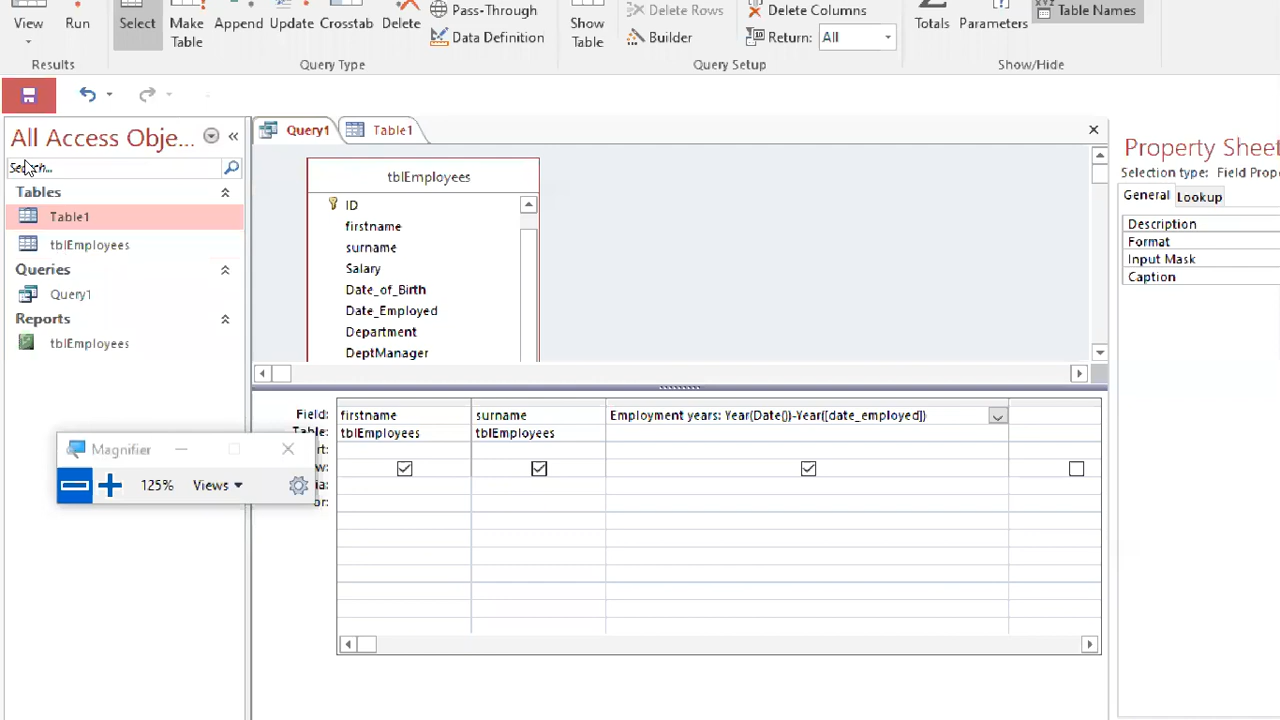 View
Run
Select
Make
Table
Append
Update
Crosstab
Delete
Pass-Through
Data Definition
Show
Table
Delete Rows
Builder
Delete Columns
Return: All
Totals
Parameters
Table Names
Results
Query Type
Query Setup
Show/Hide
All Access Obje...
Search...
Tables
Table1
tblEmployees
Queries
Query1
Reports
tblEmployees
Query1
Table1
tblEmployees
ID
firstname
surname
Salary
Date_of_Birth
Date_Employed
Department
DeptManager
Property Sheet
Selection type: Field Prope
General
Lookup
Description
Format
Input Mask
Caption
Field: firstname surname Employment years: Year(Date())-Year([date_employed])
Table: tblEmployees tblEmployees
rt:
w:
ia:
or:
Magnifier
125% Views